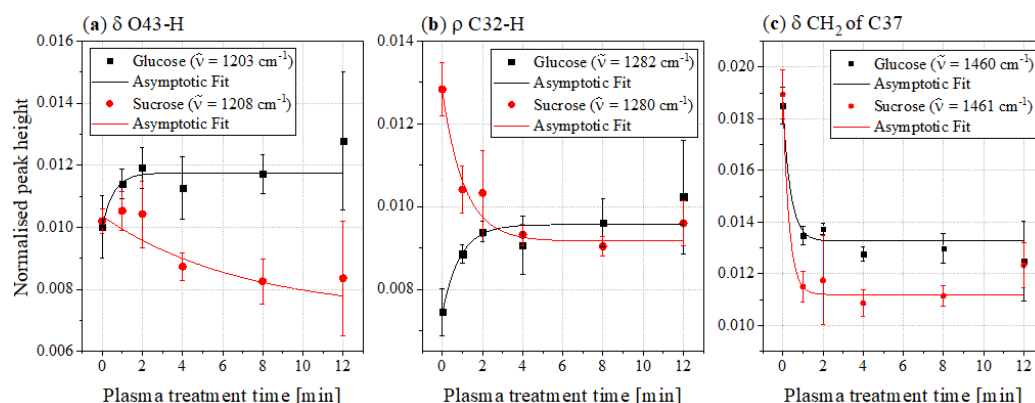 (a) δ O43-H
(b) ρ C32-H
(c) δ CH₂ of C37
Normalised peak height
0.016
0.014
0.012
0.010
0.008
0.006
Glucose (ṽ = 1203 cm⁻¹)
Asymptotic Fit
Sucrose (ṽ = 1208 cm⁻¹)
Asymptotic Fit
0 2 4 6 8 10 12
Plasma treatment time [min]
0.014
0.012
0.010
0.008
Glucose (ṽ = 1282 cm⁻¹)
Asymptotic Fit
Sucrose (ṽ = 1280 cm⁻¹)
Asymptotic Fit
0 2 4 6 8 10 12
Plasma treatment time [min]
0.020
0.018
0.016
0.014
0.012
0.010
Glucose (ṽ = 1460 cm⁻¹)
Asymptotic Fit
Sucrose (ṽ = 1461 cm⁻¹)
Asymptotic Fit
0 2 4 6 8 10 12
Plasma treatment time [min]